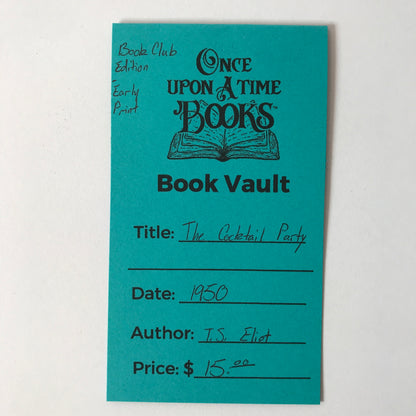 Book Club
Edition
-
Early
Print
ONCE
UPON A TIME
BOOKS™
Book Vault
Title: The Cocktail Party
Date: 1950
Author: T.S. Eliot
Price: $ 15.00